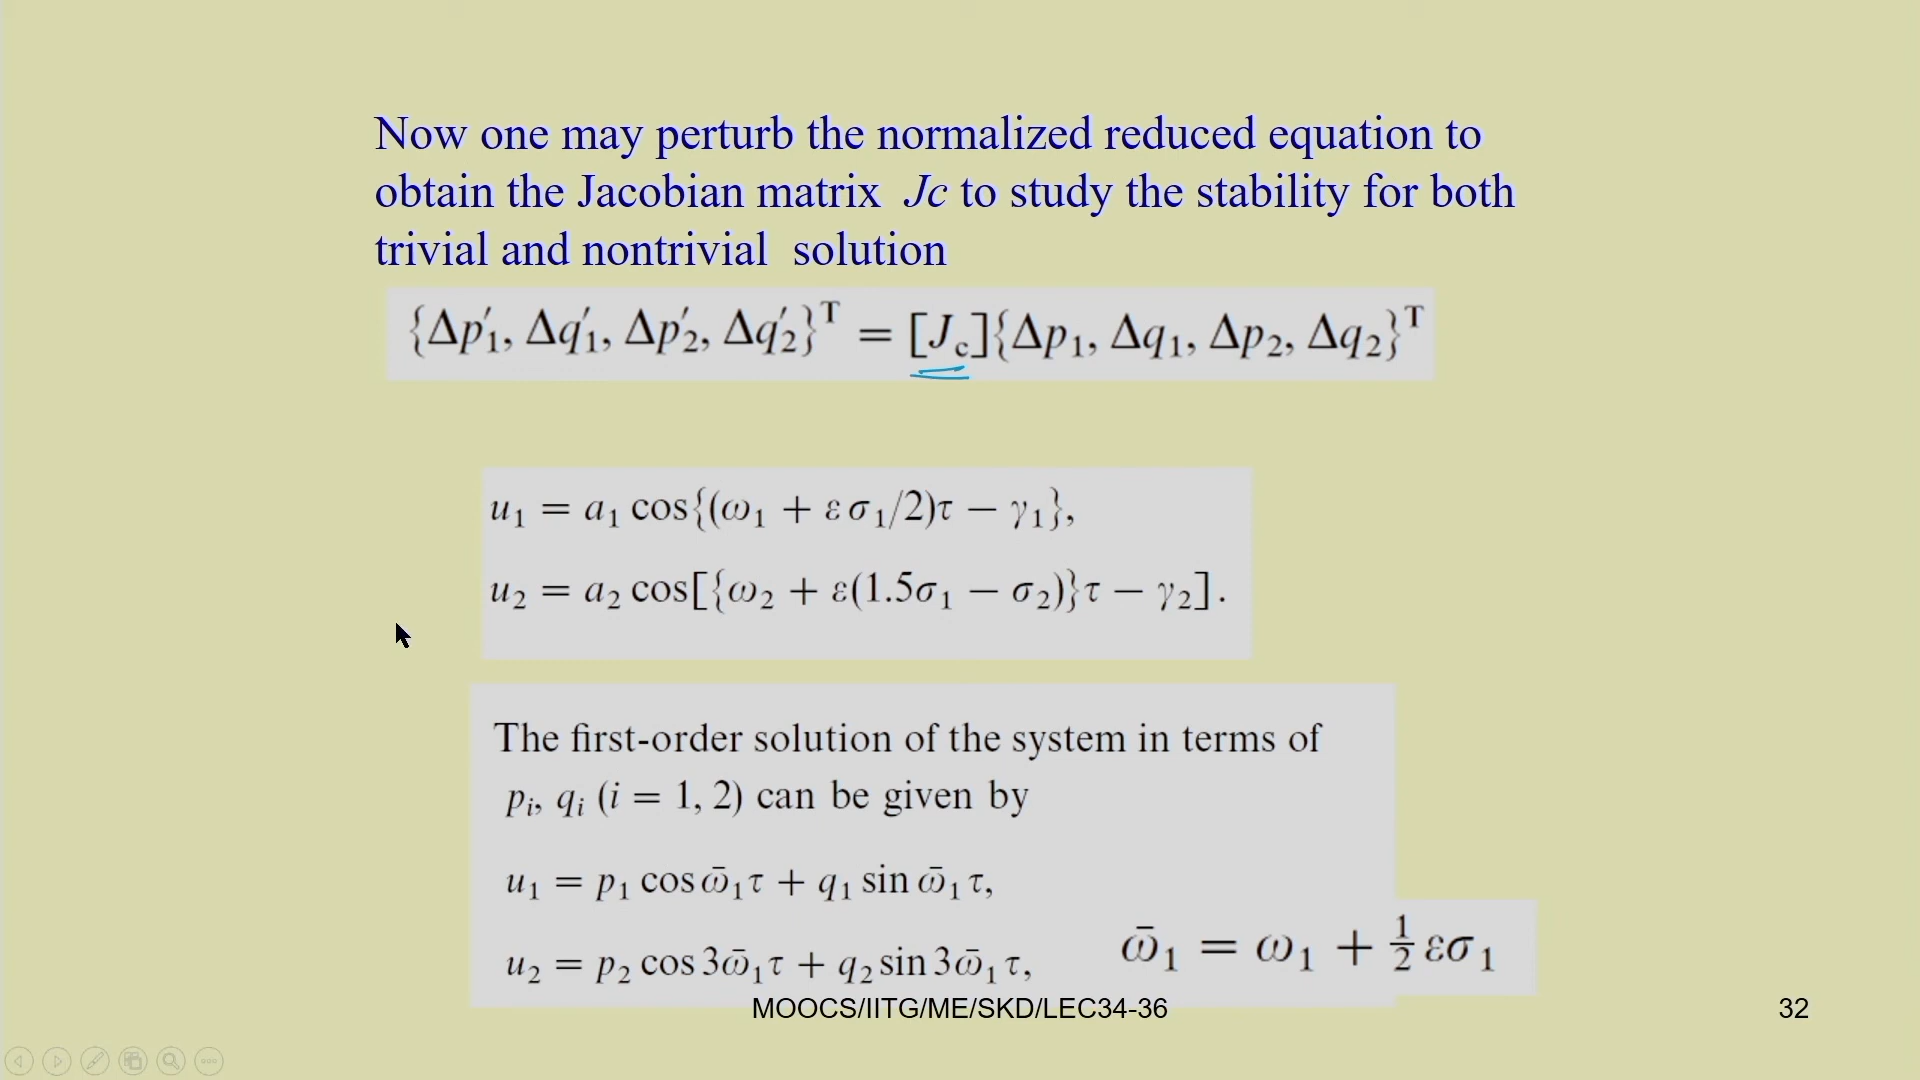 Now one may perturb the normalized reduced equation to
obtain the Jacobian matrix Jc to study the stability for both
trivial and nontrivial solution
{Δp′₁, Δq′₁, Δp′₂, Δq′₂}ᵀ = [J_c]{Δp₁, Δq₁, Δp₂, Δq₂}ᵀ
u₁ = a₁ cos{(ω₁ + εσ₁/2)τ − γ₁},
u₂ = a₂ cos[{ω₂ + ε(1.5σ₁ − σ₂)}τ − γ₂].
The first-order solution of the system in terms of
pᵢ, qᵢ (i = 1, 2) can be given by
u₁ = p₁ cos ω̄₁τ + q₁ sin ω̄₁τ,
u₂ = p₂ cos 3ω̄₁τ + q₂ sin 3ω̄₁τ,
ω̄₁ = ω₁ + ½εσ₁
MOOCS/IITG/ME/SKD/LEC34-36
32